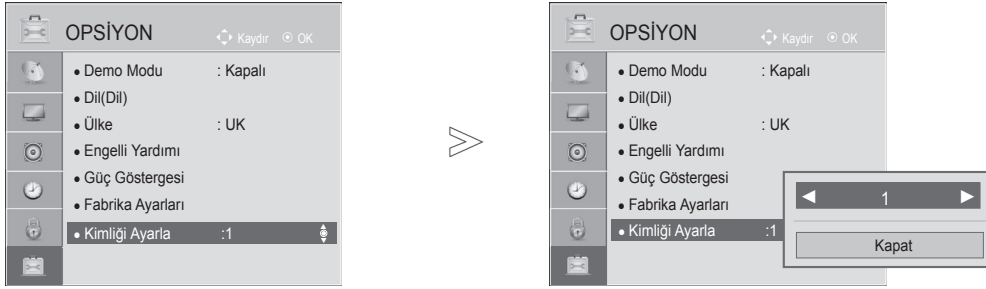 OPSİYON Kaydır OK
● Demo Modu : Kapalı
● Dil(Dil)
● Ülke : UK
● Engelli Yardımı
● Güç Göstergesi
● Fabrika Ayarları
● Kimliği Ayarla :1
OPSİYON Kaydır OK
● Demo Modu : Kapalı
● Dil(Dil)
● Ülke : UK
● Engelli Yardımı
● Güç Göstergesi
● Fabrika Ayarları
● Kimliği Ayarla :1
◄ 1 ►
Kapat